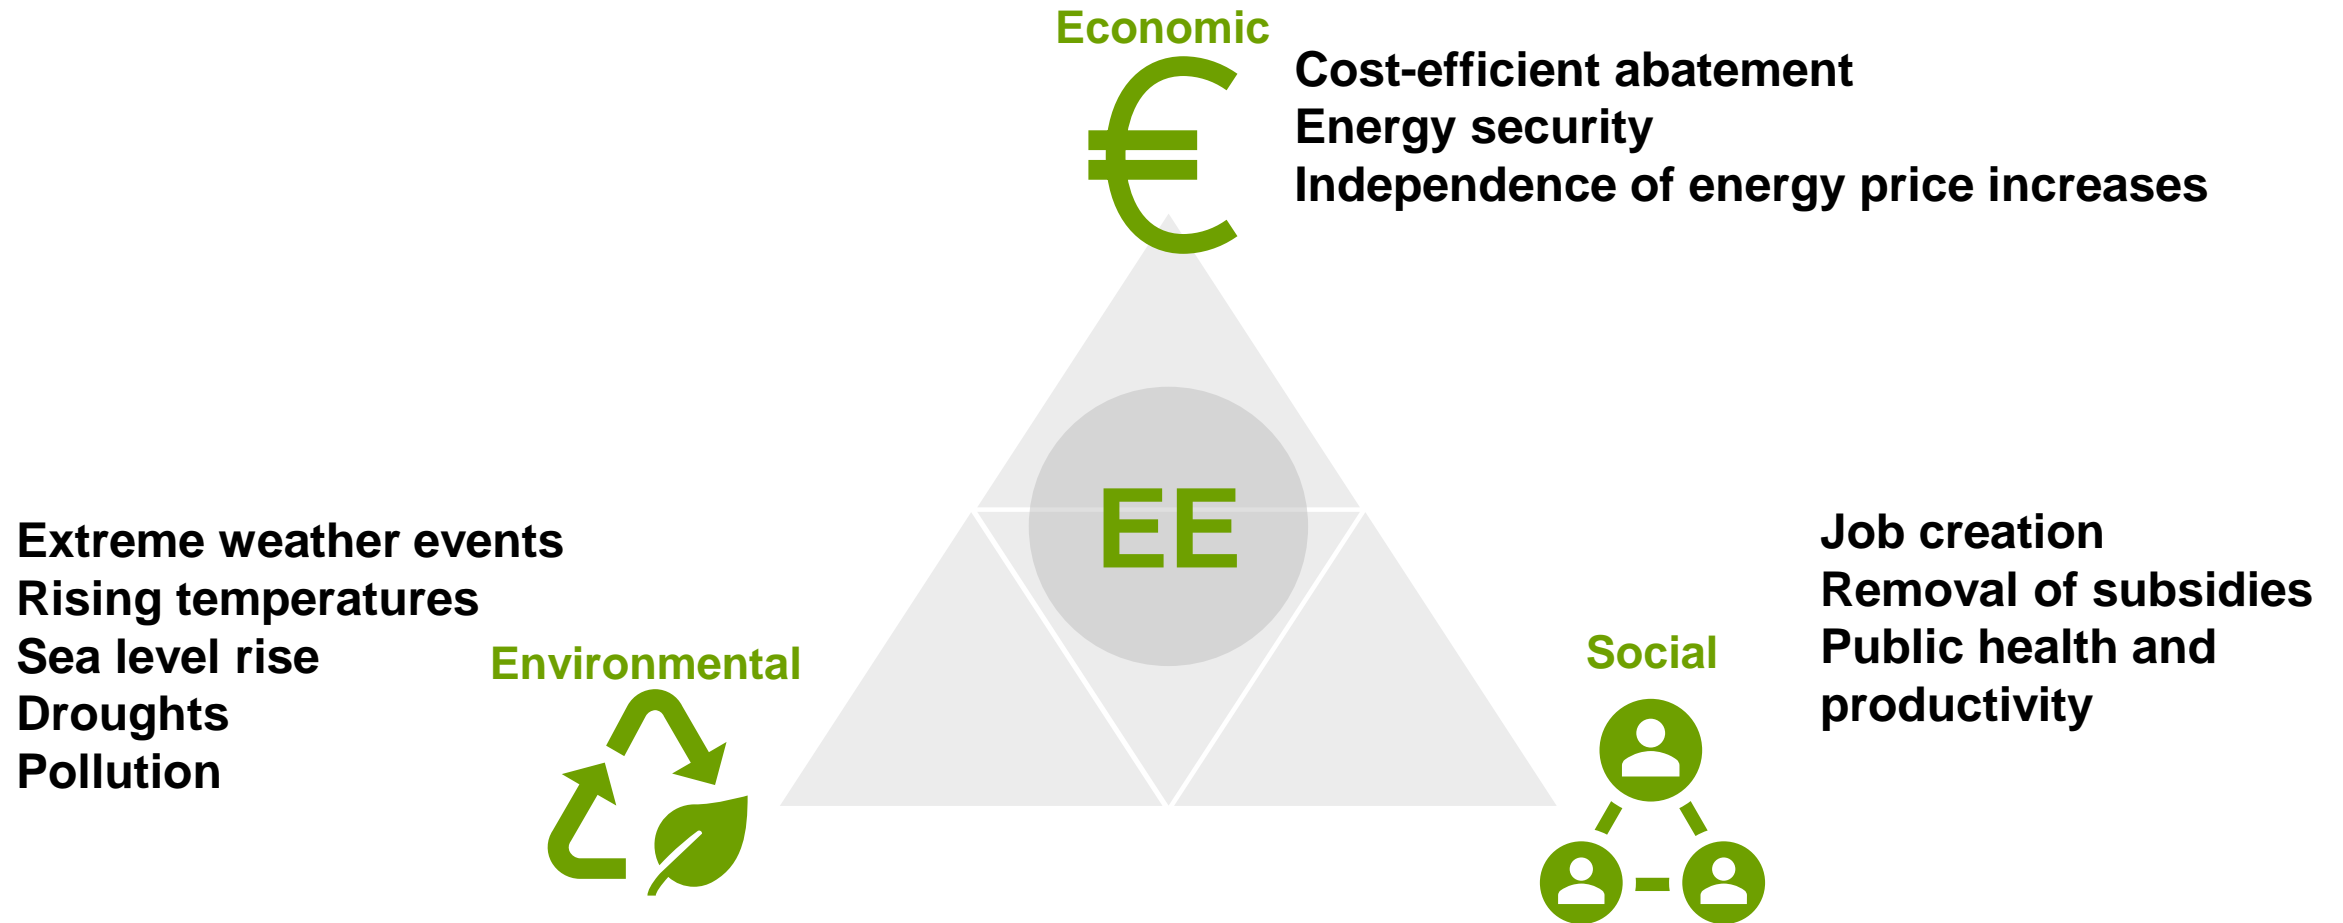 Economic
Cost-efficient abatement
Energy security
Independence of energy price increases
EE
Extreme weather events
Rising temperatures
Sea level rise
Droughts
Pollution
Environmental
Social
Job creation
Removal of subsidies
Public health and
productivity